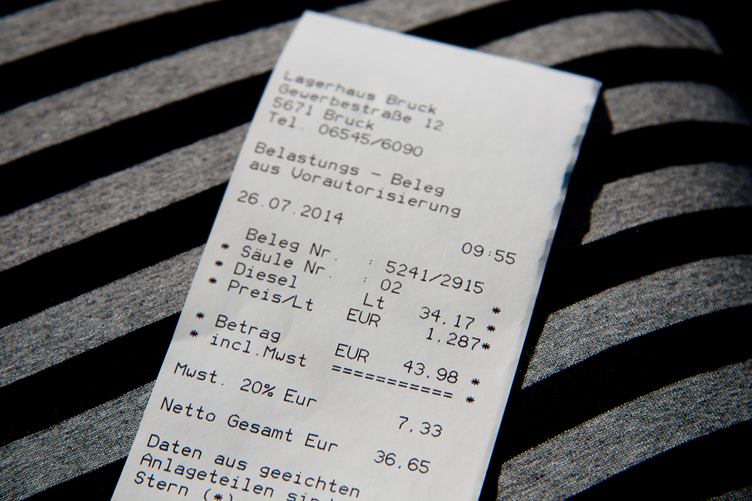 Lagerhaus Bruck
Gewerbestraße 12
5671 Bruck
Tel. 06545/6090
Belastungs - Beleg
aus Vorautorisierung
26.07.2014 09:55
Beleg Nr. : 5241/2915
* Säule Nr. : 02 *
* Diesel Lt 34.17 *
* Preis/Lt EUR 1.287*
* Betrag EUR 43.98 *
* incl.Mwst =========== *
Mwst. 20% Eur 7.33
Netto Gesamt Eur 36.65
Daten aus geeichten
Anlageteilen sind
Stern (*)